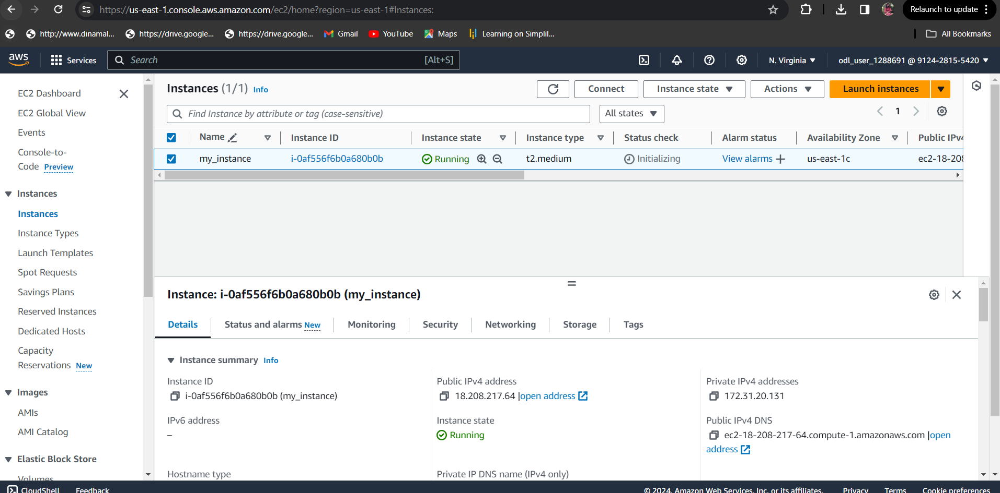 https://us-east-1.console.aws.amazon.com/ec2/home?region=us-east-1#Instances:
Relaunch to update
http://www.dinamal...
https://drive.google...
https://drive.google...
Gmail
YouTube
Maps
Learning on Simplil...
All Bookmarks
aws
Services
Search
[Alt+S]
N. Virginia
odl_user_1288691 @ 9124-2815-5420
EC2 Dashboard
EC2 Global View
Events
Console-to-
Code Preview
Instances
Instances
Instance Types
Launch Templates
Spot Requests
Savings Plans
Reserved Instances
Dedicated Hosts
Capacity
Reservations New
Images
AMIs
AMI Catalog
Elastic Block Store
Volumes
Instances (1/1) Info
Connect
Instance state
Actions
Launch instances
Find Instance by attribute or tag (case-sensitive)
All states
1
Name
Instance ID
Instance state
Instance type
Status check
Alarm status
Availability Zone
Public IPv4
my_instance
i-0af556f6b0a680b0b
Running
t2.medium
Initializing
View alarms
us-east-1c
ec2-18-208
Instance: i-0af556f6b0a680b0b (my_instance)
Details
Status and alarms New
Monitoring
Security
Networking
Storage
Tags
Instance summary Info
Instance ID
i-0af556f6b0a680b0b (my_instance)
Public IPv4 address
18.208.217.64 |open address
Private IPv4 addresses
172.31.20.131
IPv6 address
–
Instance state
Running
Public IPv4 DNS
ec2-18-208-217-64.compute-1.amazonaws.com |open
address
Hostname type
Private IP DNS name (IPv4 only)
CloudShell
Feedback
© 2024, Amazon Web Services, Inc. or its affiliates.
Privacy
Terms
Cookie preferences